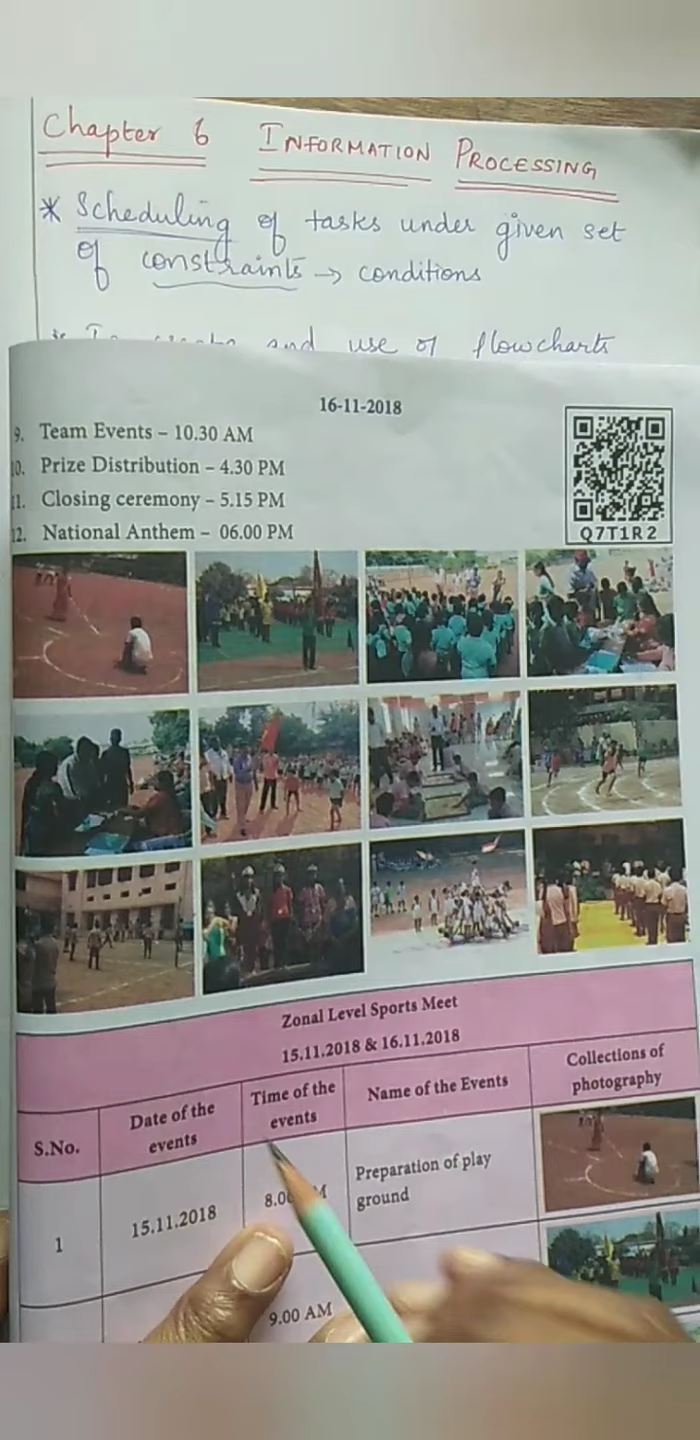 Chapter 6 INFORMATION PROCESSING
* Scheduling of tasks under given set
of constraints → conditions
and use of flowcharts
16-11-2018
9. Team Events – 10.30 AM
10. Prize Distribution – 4.30 PM
11. Closing ceremony – 5.15 PM
12. National Anthem – 06.00 PM
Q7T1R2
Zonal Level Sports Meet
15.11.2018 & 16.11.2018
S.No.
Date of the
events
Time of the
events
Name of the Events
Collections of
photography
1
15.11.2018
Preparation of play
ground
9.00 AM